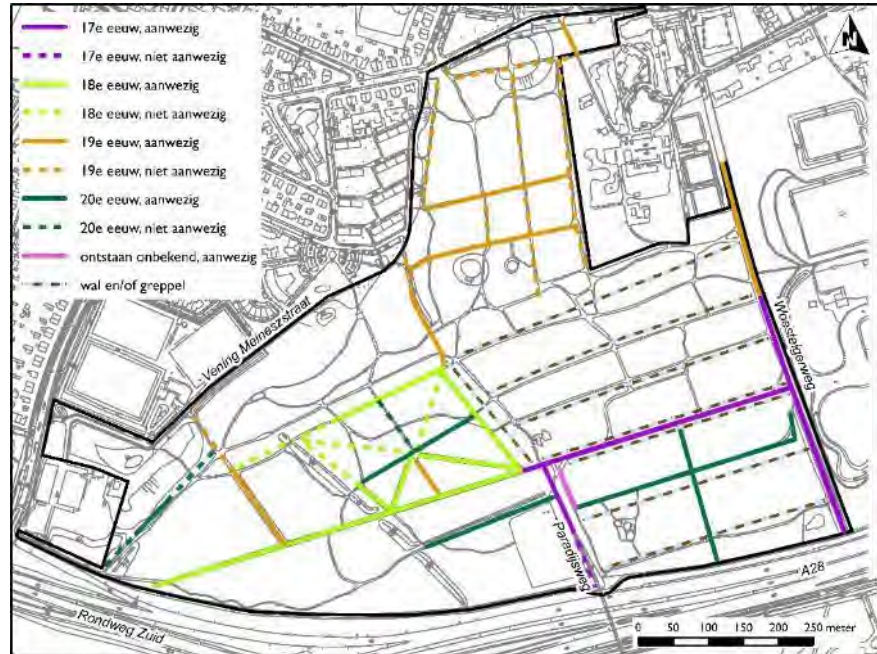 17e eeuw, aanwezig
17e eeuw, niet aanwezig
18e eeuw, aanwezig
18e eeuw, niet aanwezig
19e eeuw, aanwezig
19e eeuw, niet aanwezig
20e eeuw, aanwezig
20e eeuw, niet aanwezig
ontstaan onbekend, aanwezig
wal en/of greppel
N
Vening Meineszstraat
Woesteigerweg
Paradijsweg
A28
Rondweg Zuid
0 50 100 150 200 250 meter